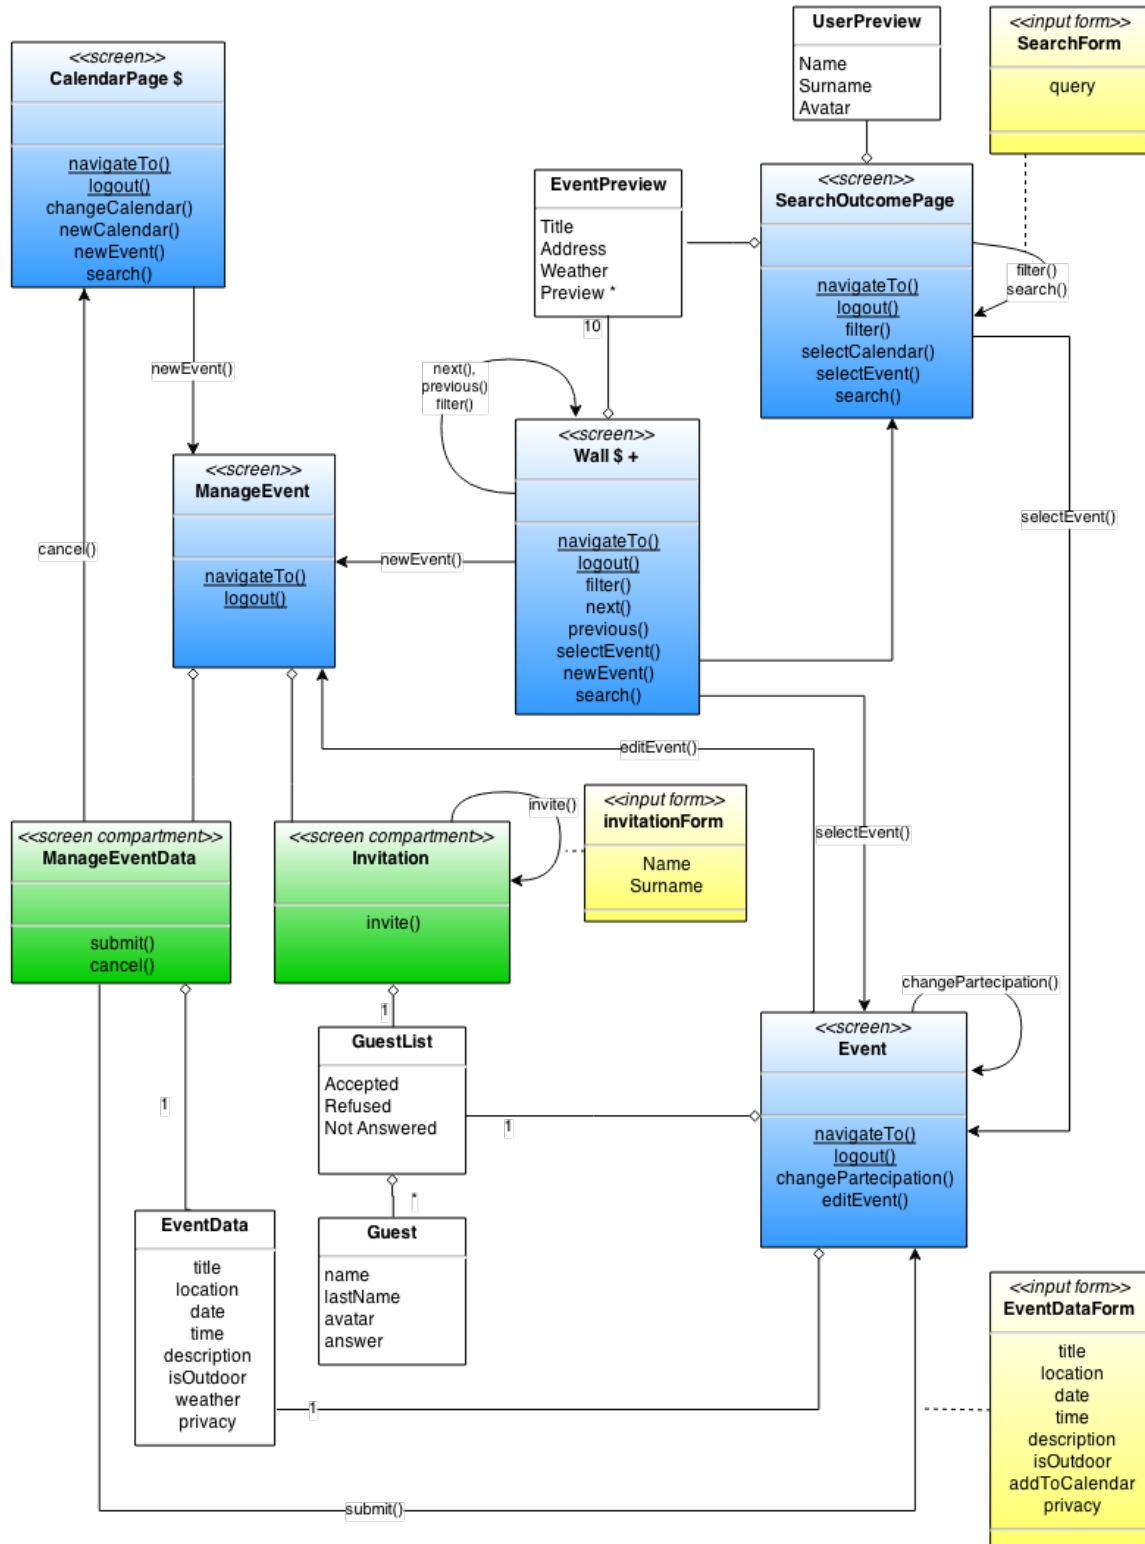 UserPreview
Name
Surname
Avatar
<<input form>>
SearchForm
query
<<screen>>
CalendarPage $
navigateTo()
logout()
changeCalendar()
newCalendar()
newEvent()
search()
EventPreview
Title
Address
Weather
Preview *
<<screen>>
SearchOutcomePage
navigateTo()
logout()
filter()
selectCalendar()
selectEvent()
search()
filter()
search()
10
newEvent()
next(),
previous()
filter()
<<screen>>
Wall $ +
navigateTo()
logout()
filter()
next()
previous()
selectEvent()
newEvent()
search()
<<screen>>
ManageEvent
navigateTo()
logout()
cancel()
newEvent()
selectEvent()
editEvent()
selectEvent()
<<screen compartment>>
ManageEventData
submit()
cancel()
<<screen compartment>>
Invitation
invite()
invite()
<<input form>>
invitationForm
Name
Surname
changePartecipation()
1
GuestList
Accepted
Refused
Not Answered
1
1
<<screen>>
Event
navigateTo()
logout()
changePartecipation()
editEvent()
*
Guest
name
lastName
avatar
answer
EventData
title
location
date
time
description
isOutdoor
weather
privacy
1
<<input form>>
EventDataForm
title
location
date
time
description
isOutdoor
addToCalendar
privacy
submit()